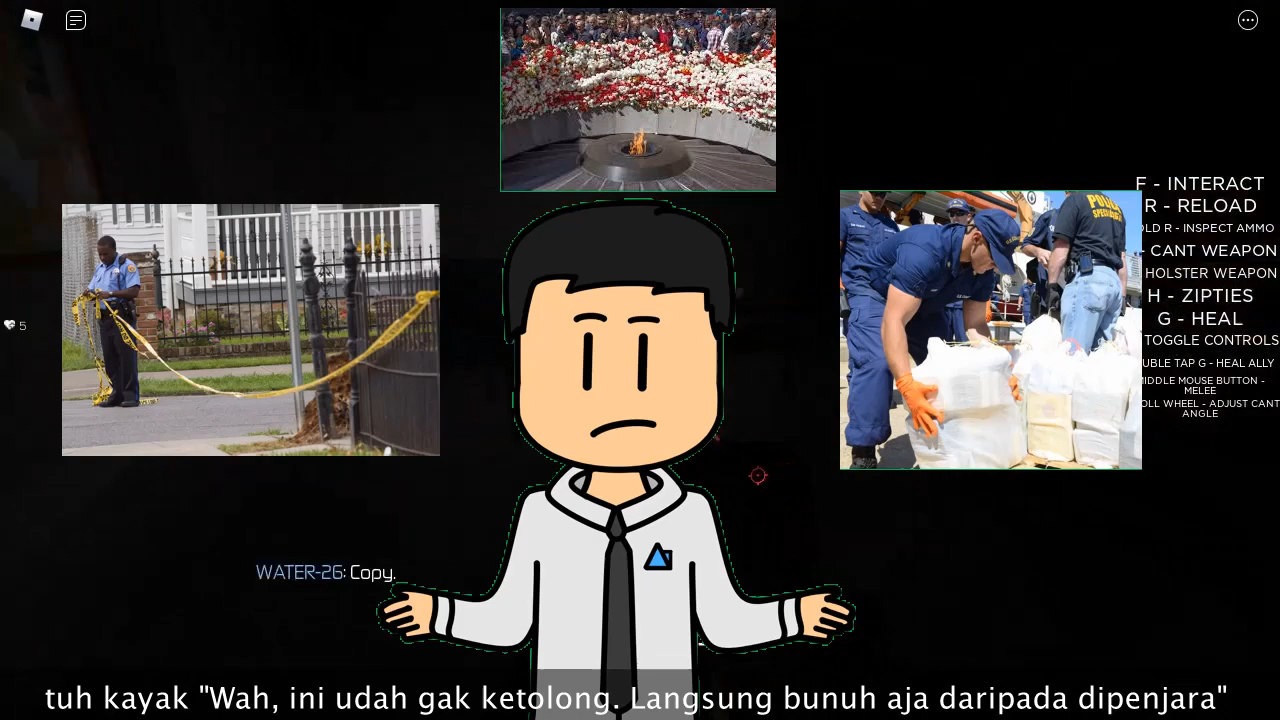 F - INTERACT
R - RELOAD
OLD R - INSPECT AMMO
- CANT WEAPON
HOLSTER WEAPON
5
H - ZIPTIES
G - HEAL
TOGGLE CONTROLS
UBLE TAP G - HEAL ALLY
MIDDLE MOUSE BUTTON -
MELEE
OLL WHEEL - ADJUST CANT
ANGLE
WATER-26: Copy.
tuh kayak "Wah, ini udah gak ketolong. Langsung bunuh aja daripada dipenjara"